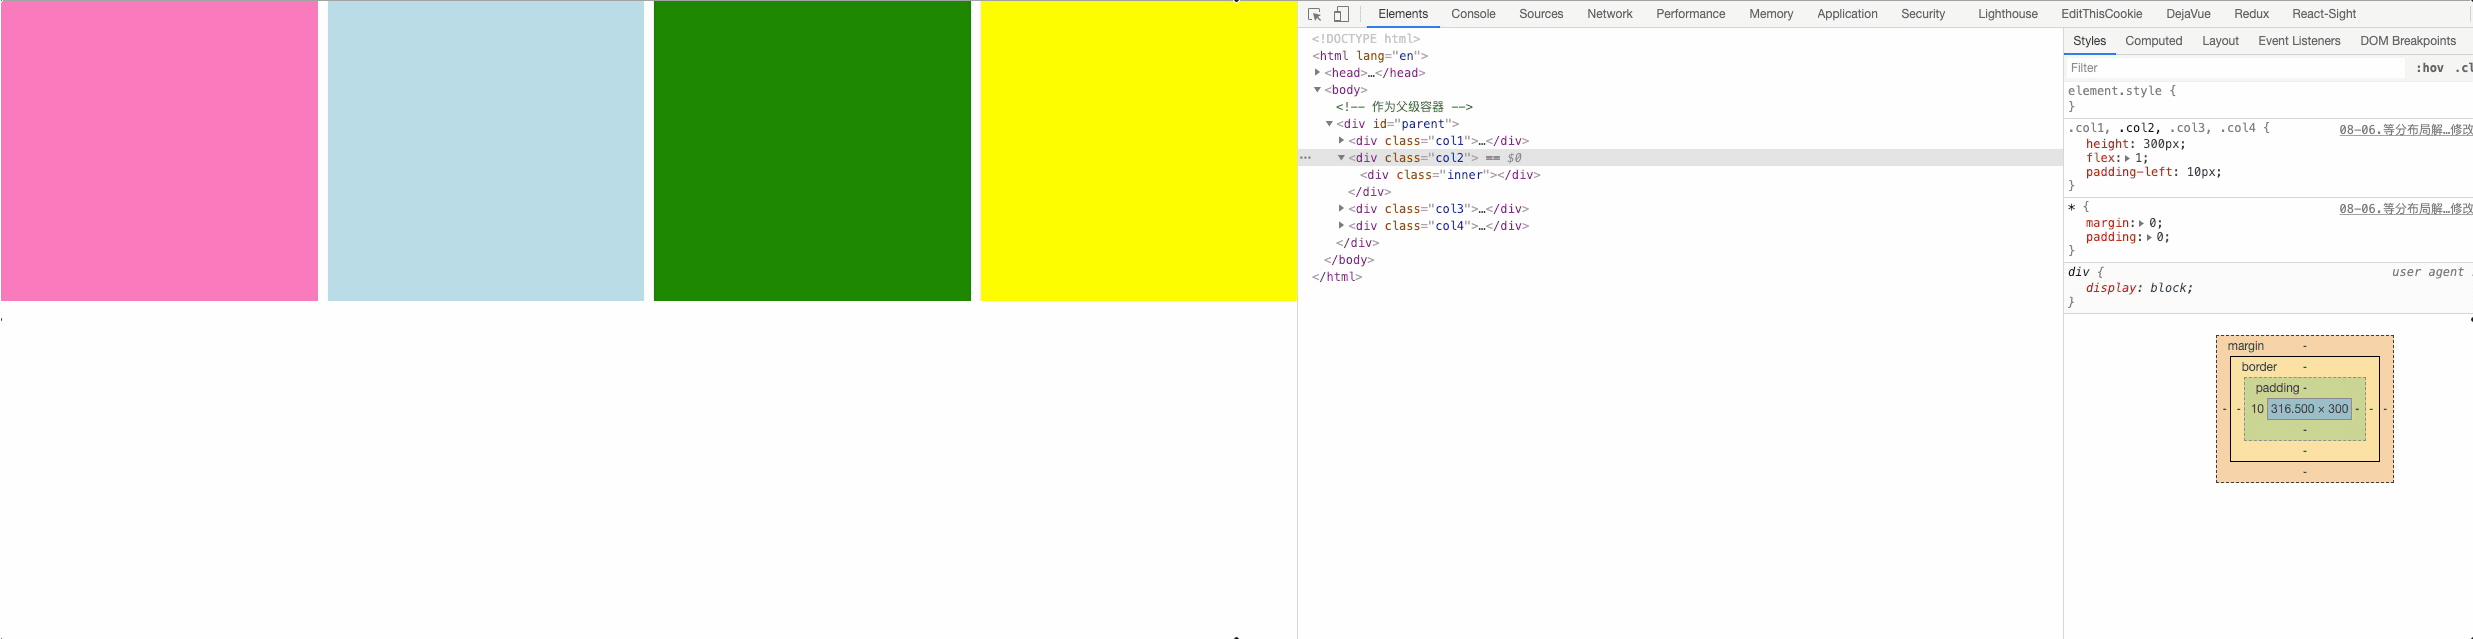 Elements Console Sources Network Performance Memory Application Security Lighthouse EditThisCookie DejaVue Redux React-Sight
<!DOCTYPE html>
<html lang="en">
<head>…</head>
<body>
<!-- 作为父级容器 -->
<div id="parent">
<div class="col1">…</div>
<div class="col2"> == $0
<div class="inner"></div>
</div>
<div class="col3">…</div>
<div class="col4">…</div>
</div>
</body>
</html>
Styles Computed Layout Event Listeners DOM Breakpoints
Filter :hov .cl
element.style {
}
.col1, .col2, .col3, .col4 { 08-06.等分布局解…修改
height: 300px;
flex: 1;
padding-left: 10px;
}
* { 08-06.等分布局解…修改
margin: 0;
padding: 0;
}
div { user agent
display: block;
}
margin -
border -
padding -
- - 10 316.500 × 300 - - -
-
-
-